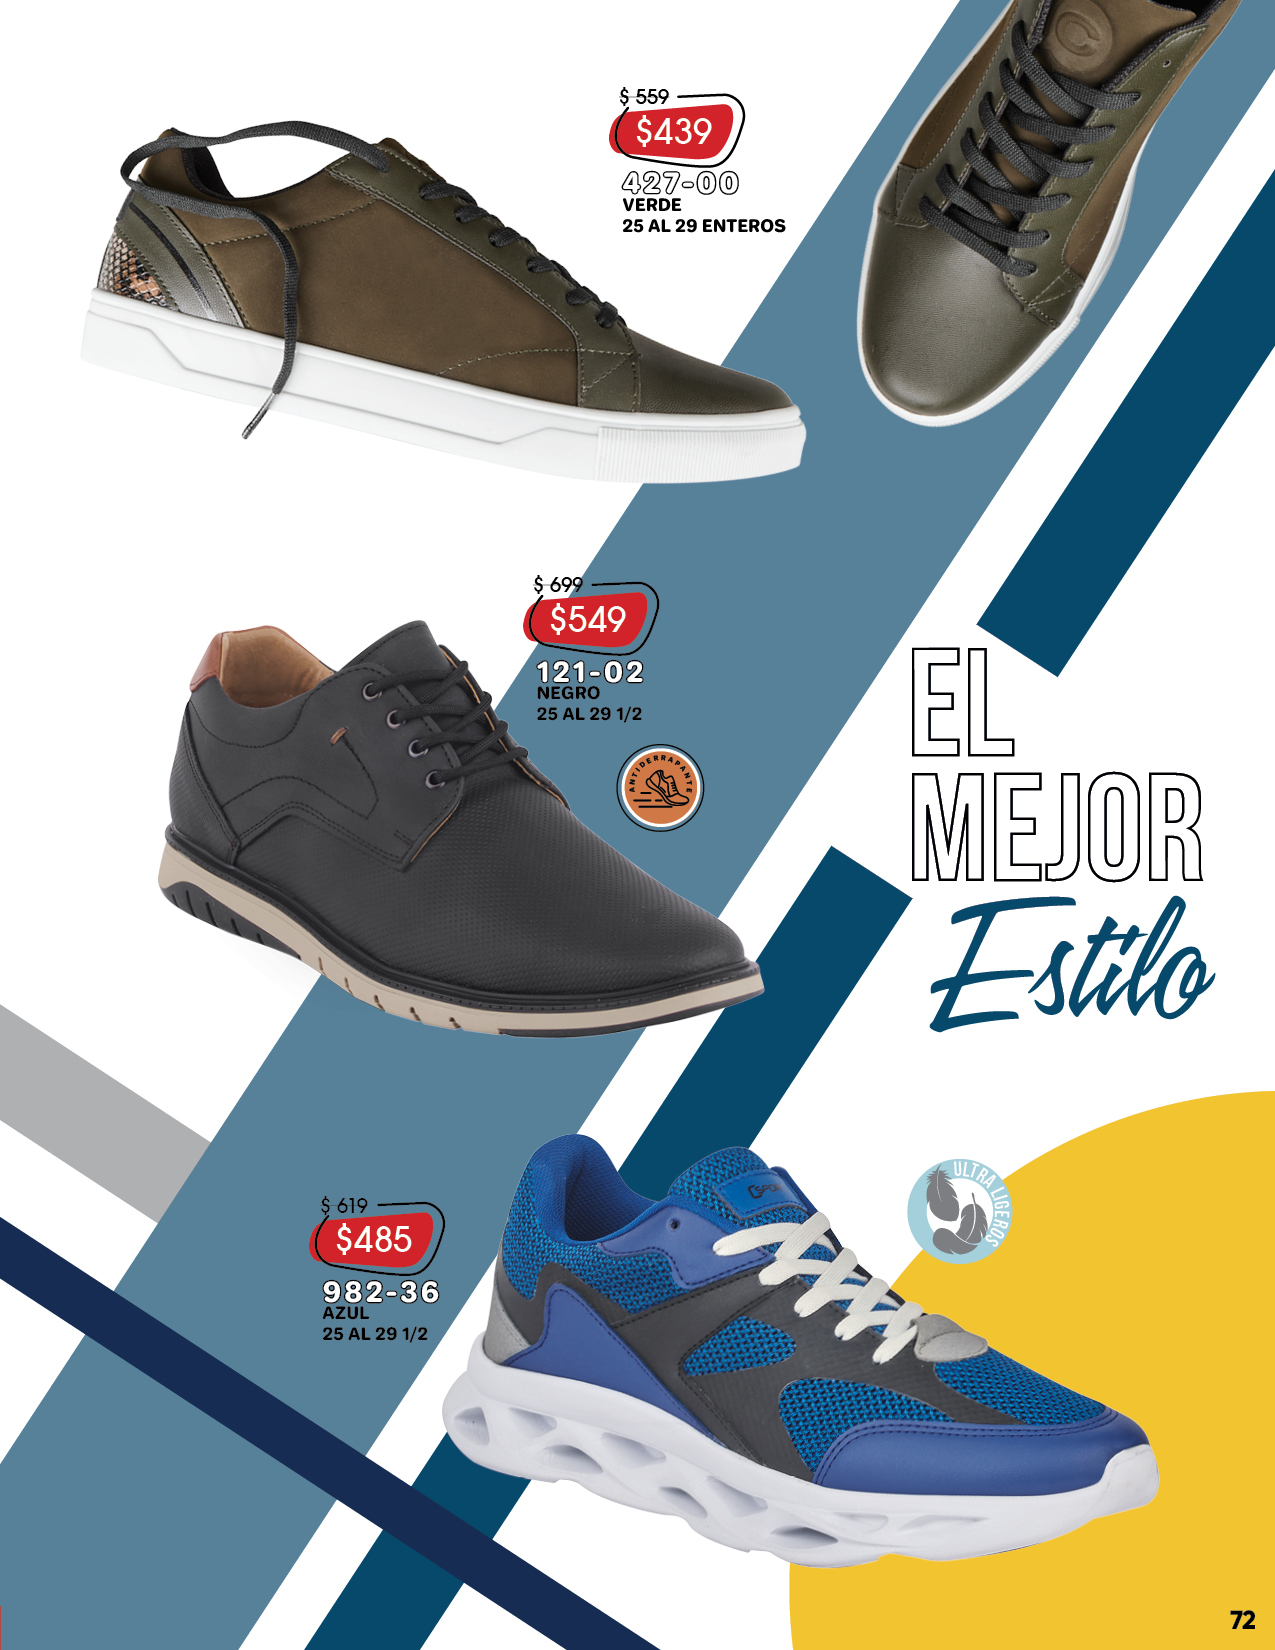 $ 559
$439
427-00
VERDE
25 AL 29 ENTEROS
$ 699
$549
121-02
NEGRO
25 AL 29 1/2
ANTIDERRAPANTE
EL
MEJOR
Estilo
ULTRA LIGEROS
$ 619
$485
982-36
AZUL
25 AL 29 1/2
72